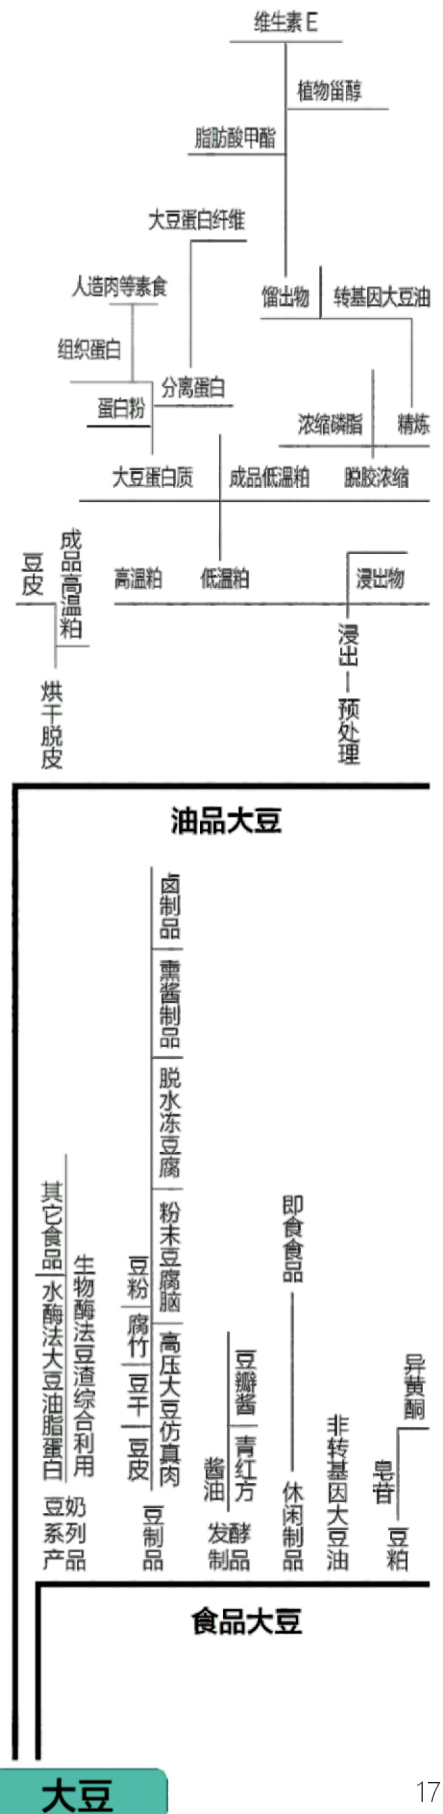 维生素E
植物甾醇
脂肪酸甲酯
大豆蛋白纤维
人造肉等素食
馏出物
转基因大豆油
组织蛋白
分离蛋白
蛋白粉
浓缩磷脂
精炼
大豆蛋白质
成品低温粕
脱胶浓缩
豆皮
成品高温粕
高温粕
低温粕
浸出物
烘干脱皮
浸出
预处理
油品大豆
卤制品
熏酱制品
脱水冻豆腐
粉末豆腐脑
高压大豆仿真肉
豆粉
腐竹
豆干
豆皮
豆制品
其它食品
水酶法大豆油脂蛋白
生物酶法豆渣综合利用
豆奶
系列
产品
豆瓣酱
青红方
酱油
发酵
制品
即食食品
休闲制品
非转基因大豆油
异黄酮
皂苷
豆粕
食品大豆
大豆
17